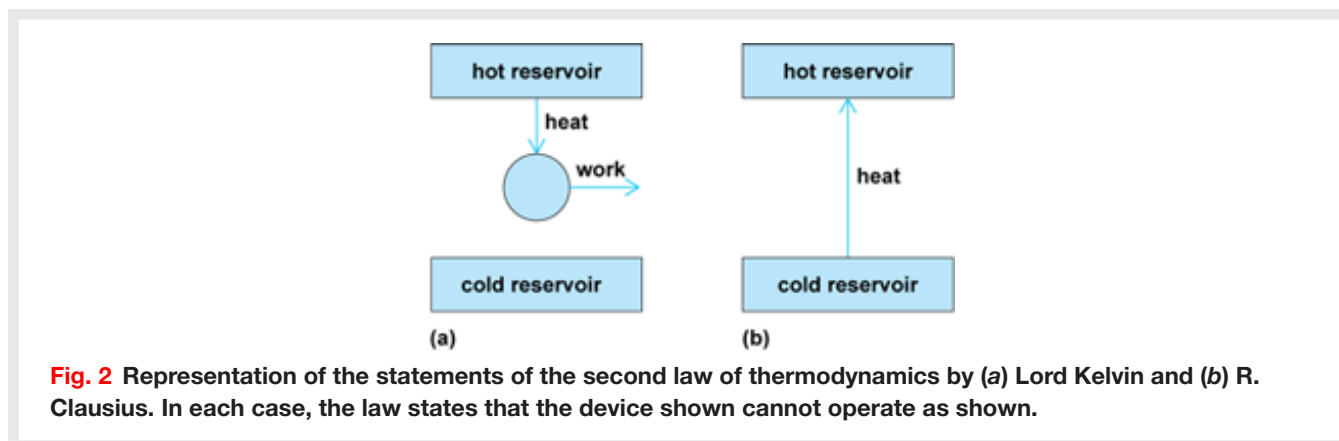 hot reservoir
heat
work
cold reservoir
(a)
hot reservoir
heat
cold reservoir
(b)
Fig. 2 Representation of the statements of the second law of thermodynamics by (a) Lord Kelvin and (b) R.
Clausius. In each case, the law states that the device shown cannot operate as shown.